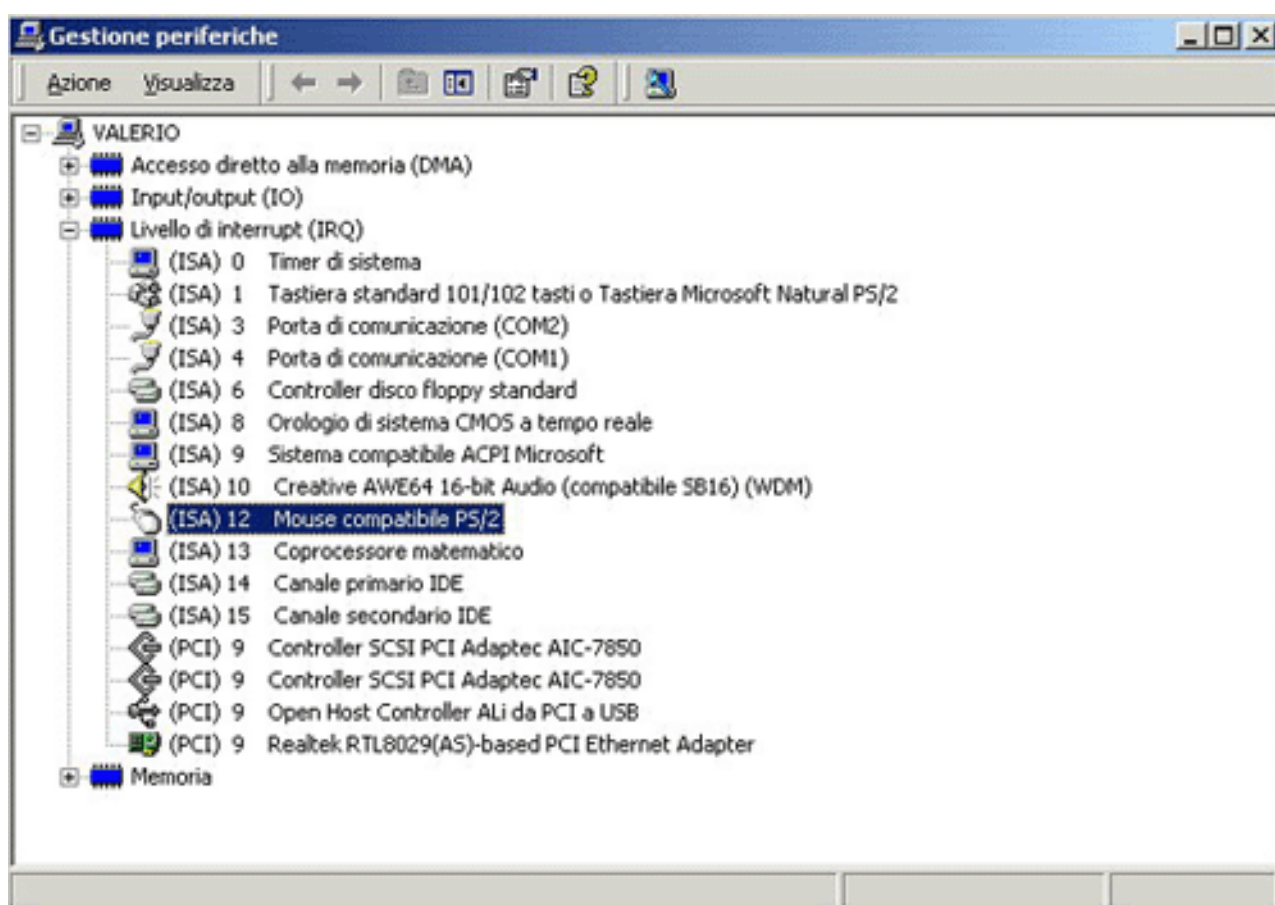 Gestione periferiche
Azione Visualizza
VALERIO
Accesso diretto alla memoria (DMA)
Input/output (IO)
Livello di interrupt (IRQ)
(ISA) 0 Timer di sistema
(ISA) 1 Tastiera standard 101/102 tasti o Tastiera Microsoft Natural PS/2
(ISA) 3 Porta di comunicazione (COM2)
(ISA) 4 Porta di comunicazione (COM1)
(ISA) 6 Controller disco floppy standard
(ISA) 8 Orologio di sistema CMOS a tempo reale
(ISA) 9 Sistema compatibile ACPI Microsoft
(ISA) 10 Creative AWE64 16-bit Audio (compatibile SB16) (WDM)
(ISA) 12 Mouse compatibile PS/2
(ISA) 13 Coprocessore matematico
(ISA) 14 Canale primario IDE
(ISA) 15 Canale secondario IDE
(PCI) 9 Controller SCSI PCI Adaptec AIC-7850
(PCI) 9 Controller SCSI PCI Adaptec AIC-7850
(PCI) 9 Open Host Controller ALi da PCI a USB
(PCI) 9 Realtek RTL8029(AS)-based PCI Ethernet Adapter
Memoria